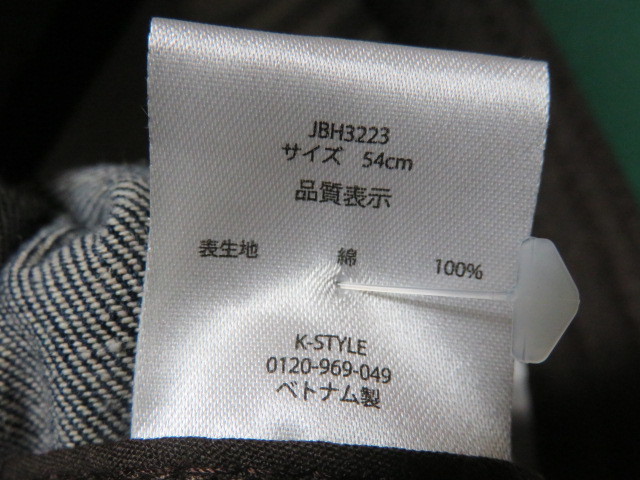 JBH3223
サイズ 54cm
品質表示
表生地 綿 100%
K-STYLE
0120-969-049
ベトナム製